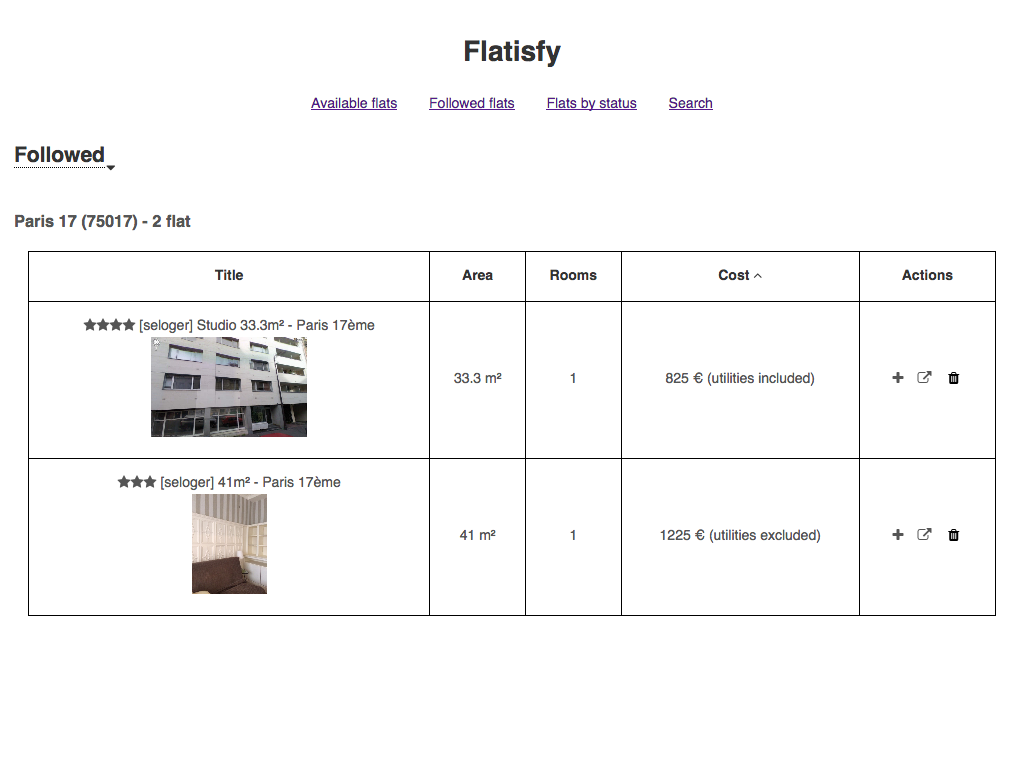 Flatisfy
Available flats Followed flats Flats by status Search
Followed
Paris 17 (75017) - 2 flat
Title Area Rooms Cost Actions
★★★★ [seloger] Studio 33.3m² - Paris 17ème
33.3 m² 1 825 € (utilities included)
★★★ [seloger] 41m² - Paris 17ème
41 m² 1 1225 € (utilities excluded)